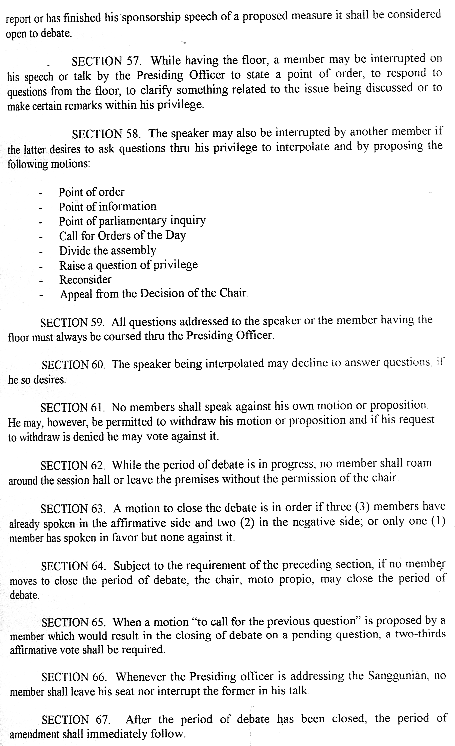 report or has finished his sponsorship speech of a proposed measure it shall be considered
open to debate.
SECTION 57. While having the floor, a member may be interrupted on
his speech or talk by the Presiding Officer to state a point of order, to respond to
questions from the floor, to clarify something related to the issue being discussed or to
make certain remarks within his privilege.
SECTION 58. The speaker may also be interrupted by another member if
the latter desires to ask questions thru his privilege to interpolate and by proposing the
following motions:
- Point of order
- Point of information
- Point of parliamentary inquiry
- Call for Orders of the Day
- Divide the assembly
- Raise a question of privilege
- Reconsider
- Appeal from the Decision of the Chair.
SECTION 59. All questions addressed to the speaker or the member having the
floor must always be coursed thru the Presiding Officer.
SECTION 60. The speaker being interpolated may decline to answer questions, if
he so desires.
SECTION 61. No members shall speak against his own motion or proposition.
He may, however, be permitted to withdraw his motion or proposition and if his request
to withdraw is denied he may vote against it.
SECTION 62. While the period of debate is in progress, no member shall roam
around the session hall or leave the premises without the permission of the chair.
SECTION 63. A motion to close the debate is in order if three (3) members have
already spoken in the affirmative side and two (2) in the negative side; or only one (1)
member has spoken in favor but none against it.
SECTION 64. Subject to the requirement of the preceding section, if no member
moves to close the period of debate, the chair, moto propio, may close the period of
debate.
SECTION 65. When a motion “to call for the previous question” is proposed by a
member which would result in the closing of debate on a pending question, a two-thirds
affirmative vote shall be required.
SECTION 66. Whenever the Presiding officer is addressing the Sanggunian, no
member shall leave his seat nor interrupt the former in his talk.
SECTION 67. After the period of debate has been closed, the period of
amendment shall immediately follow.